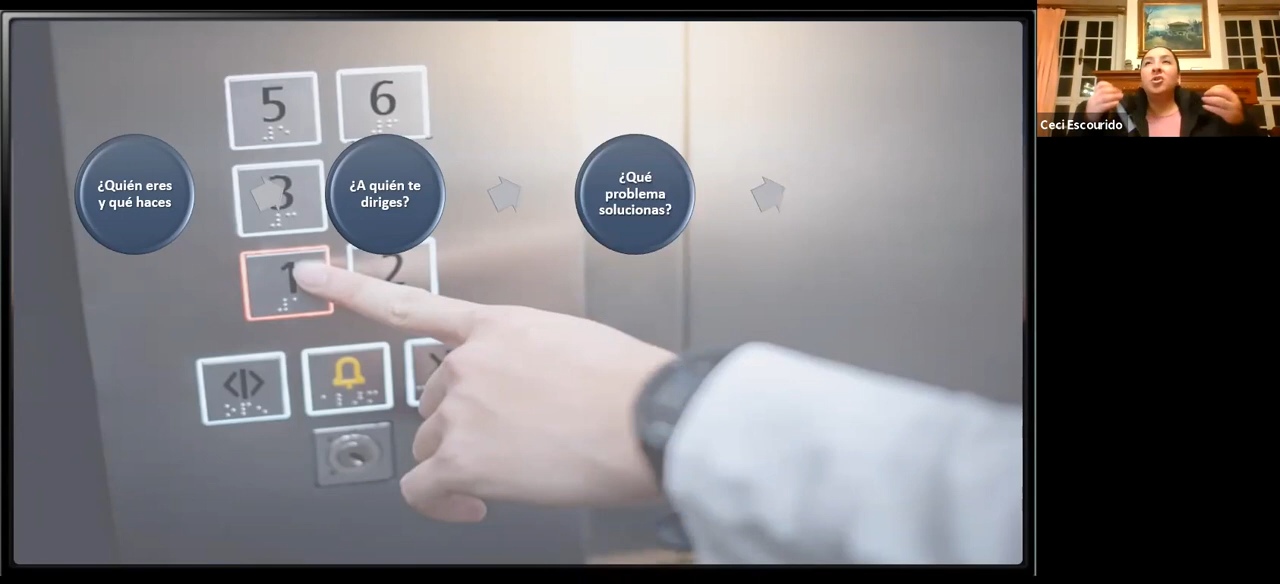 5 6
¿Quién eres
y qué haces
3
¿A quién te
diriges?
¿Qué
problema
solucionas?
1 2
Ceci Escourido